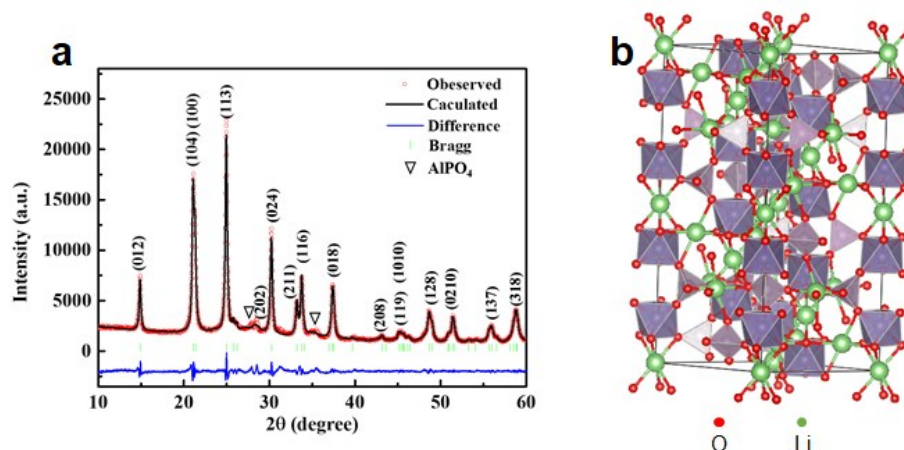 a
b
Obeserved
Caculated
Difference
Bragg
AlPO₄
25000
20000
15000
10000
5000
0
Intensity (a.u.)
(012)
(104) (100)
(113)
(202)
(024)
(211)
(116)
(018)
(208)
(119)
(1010)
(128)
(0210)
(137)
(318)
10 20 30 40 50 60
2θ (degree)
O Li